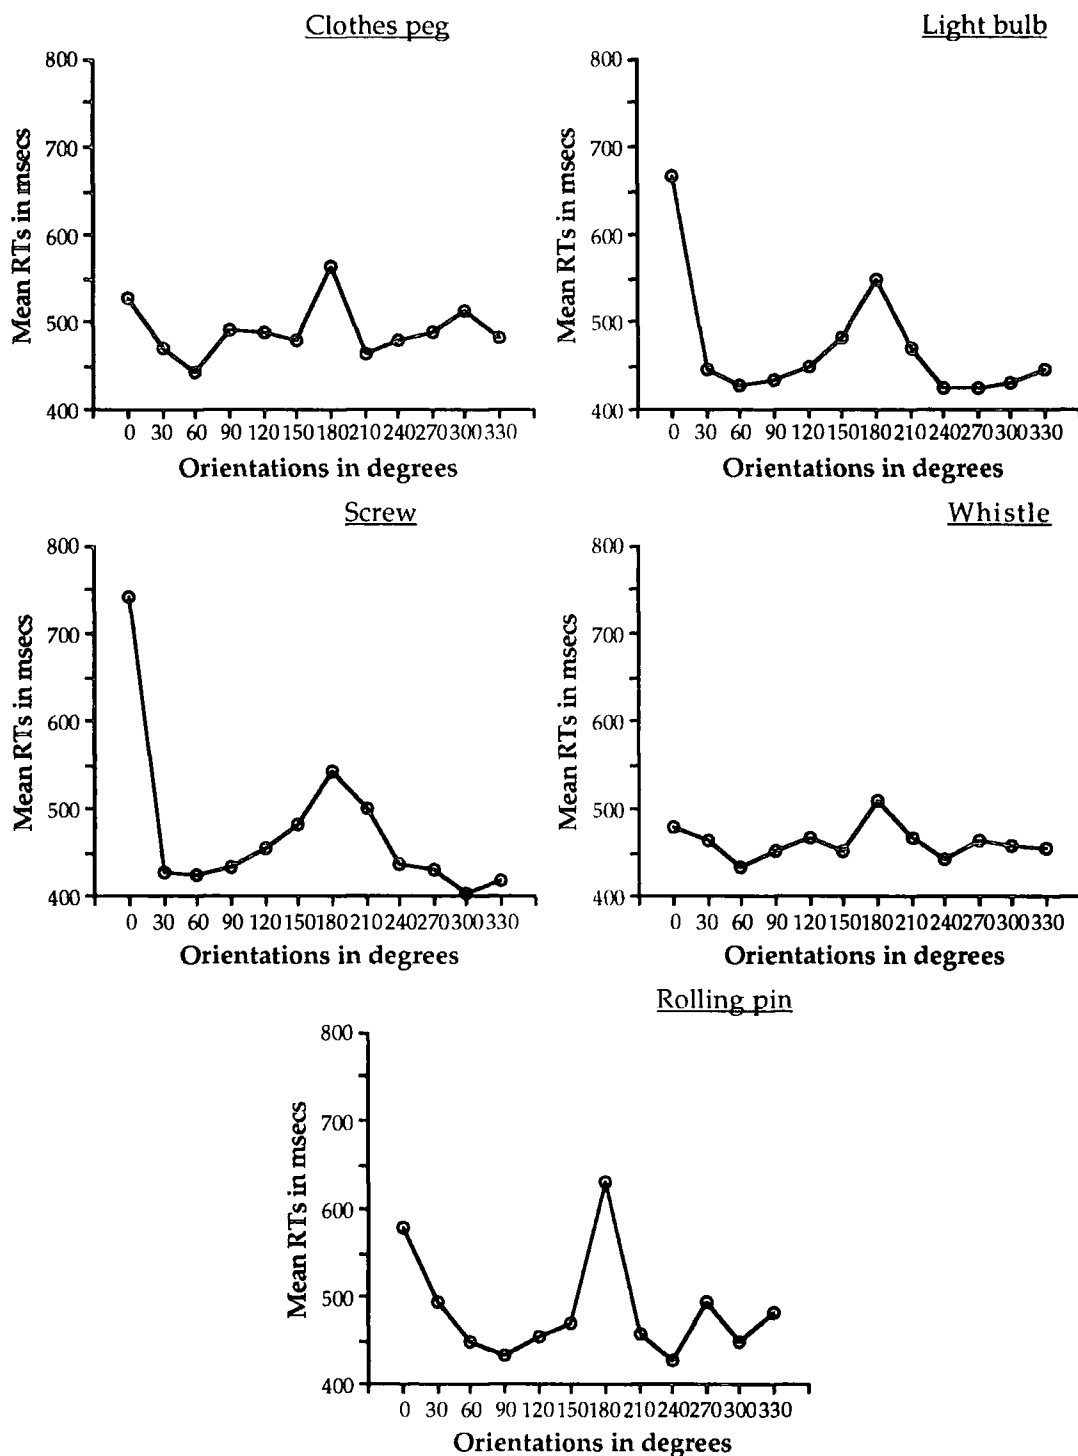 Clothes peg
800
700
600
500
400
Mean RTs in msecs
0 30 60 90 120 150 180 210 240 270 300 330
Orientations in degrees
Light bulb
800
700
600
500
400
Mean RTs in msecs
0 30 60 90 120 150 180 210 240 270 300 330
Orientations in degrees
Screw
800
700
600
500
400
Mean RTs in msecs
0 30 60 90 120 150 180 210 240 270 300 330
Orientations in degrees
Whistle
800
700
600
500
400
Mean RTs in msecs
0 30 60 90 120 150 180 210 240 270 300 330
Orientations in degrees
Rolling pin
800
700
600
500
400
Mean RTs in msecs
0 30 60 90 120 150 180 210 240 270 300 330
Orientations in degrees